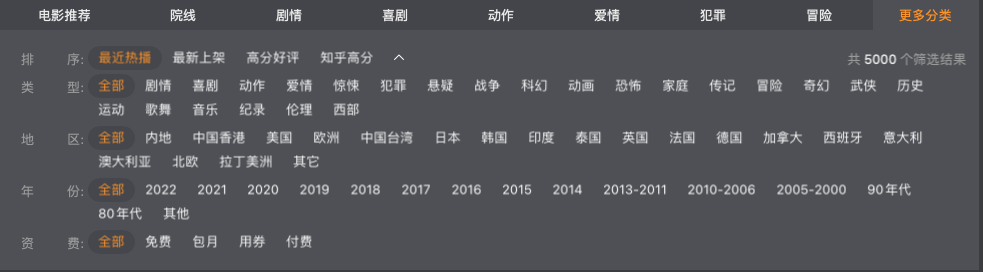 电影推荐 院线 剧情 喜剧 动作 爱情 犯罪 冒险 更多分类
排 序: 最近热播 最新上架 高分好评 知乎高分 共 5000 个筛选结果
类 型: 全部 剧情 喜剧 动作 爱情 惊悚 犯罪 悬疑 战争 科幻 动画 恐怖 家庭 传记 冒险 奇幻 武侠 历史
运动 歌舞 音乐 纪录 伦理 西部
地 区: 全部 内地 中国香港 美国 欧洲 中国台湾 日本 韩国 印度 泰国 英国 法国 德国 加拿大 西班牙 意大利
澳大利亚 北欧 拉丁美洲 其它
年 份: 全部 2022 2021 2020 2019 2018 2017 2016 2015 2014 2013-2011 2010-2006 2005-2000 90年代
80年代 其他
资 费: 全部 免费 包月 用券 付费